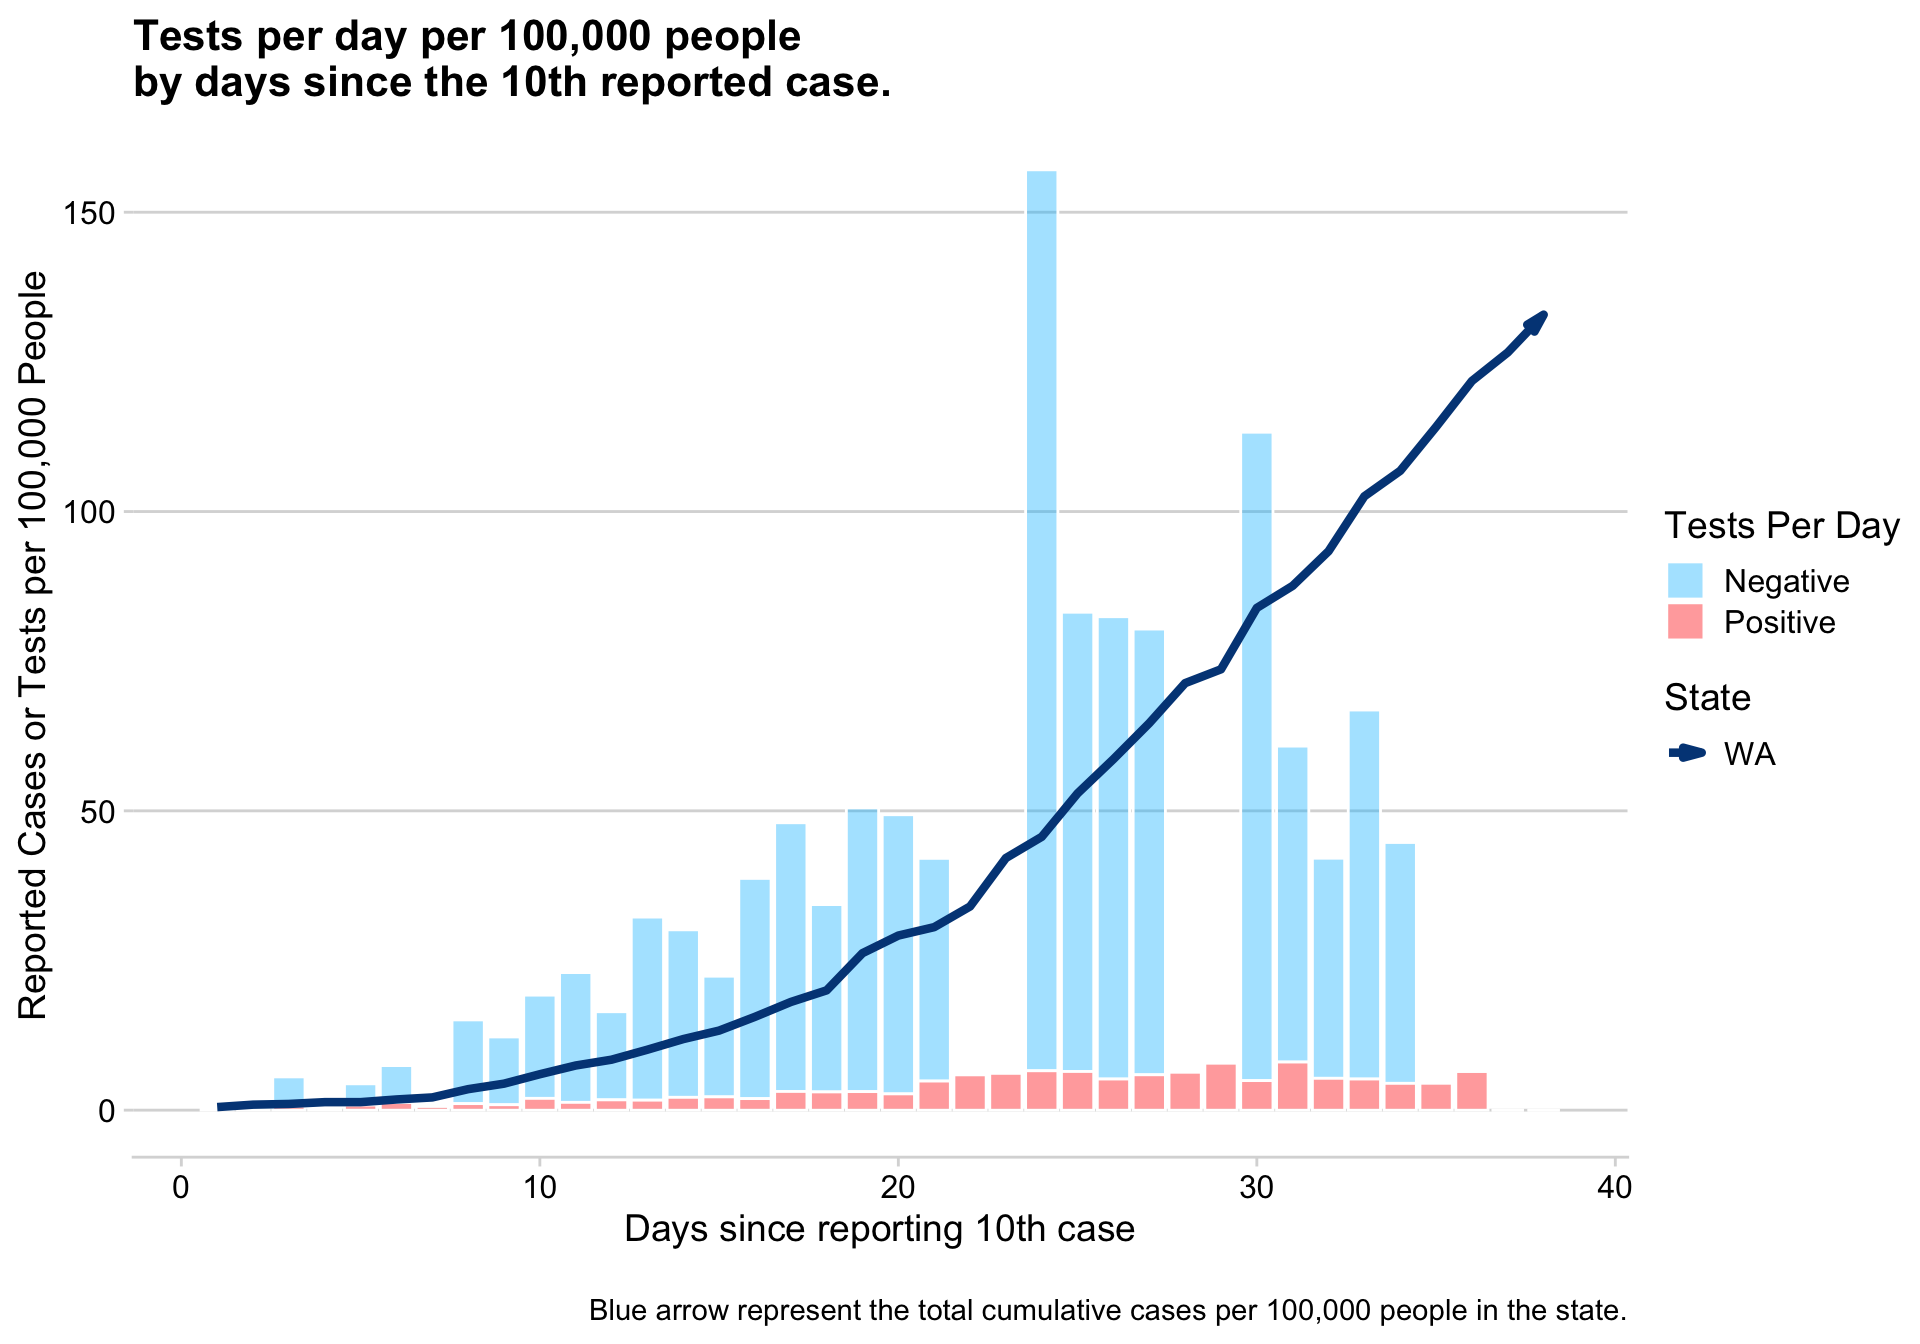 Tests per day per 100,000 people
by days since the 10th reported case.
Reported Cases or Tests per 100,000 People
150
100
50
0
0
10
20
30
40
Days since reporting 10th case
Tests Per Day
Negative
Positive
State
WA
Blue arrow represent the total cumulative cases per 100,000 people in the state.